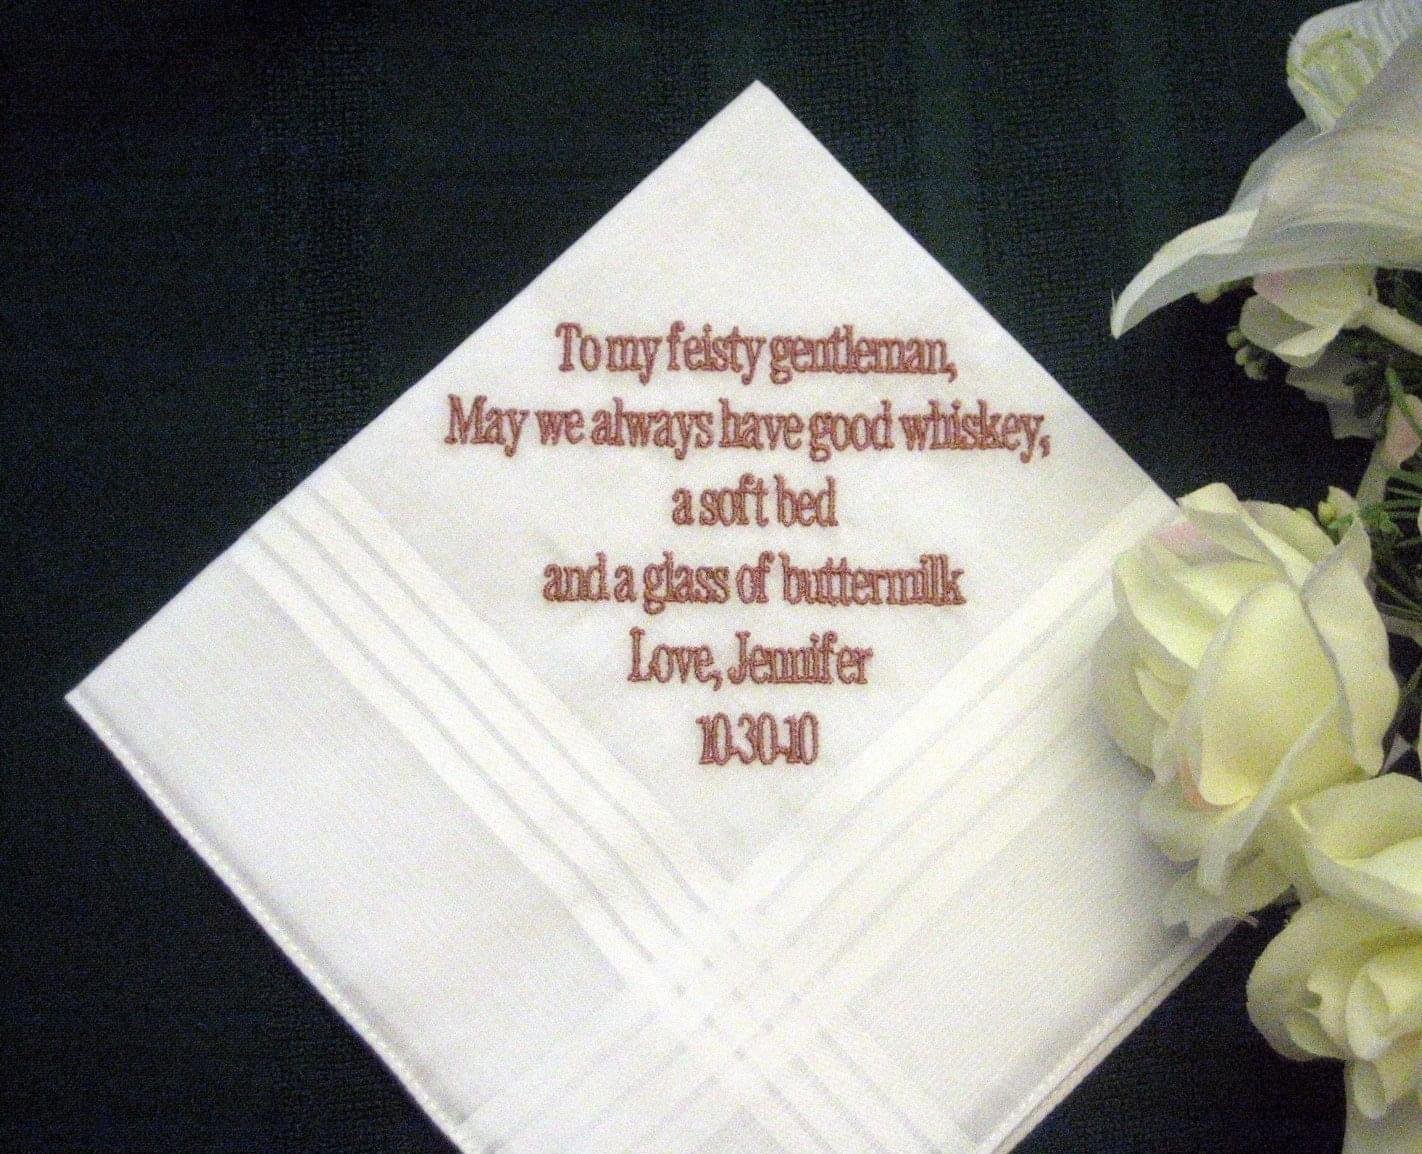 To my feisty gentleman,
May we always have good whiskey,
a soft bed
and a glass of buttermilk
Love, Jennifer
10-30-10